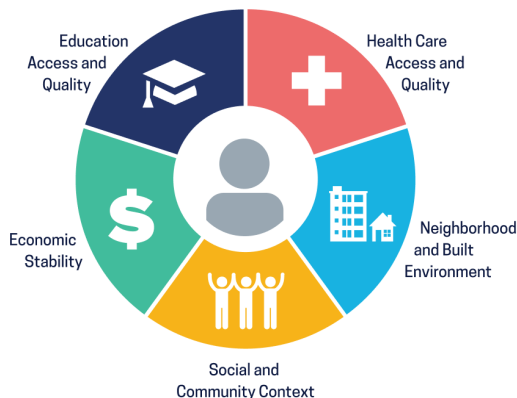 Education
Access and
Quality
Health Care
Access and
Quality
$
Economic
Stability
Neighborhood
and Built
Environment
Social and
Community Context